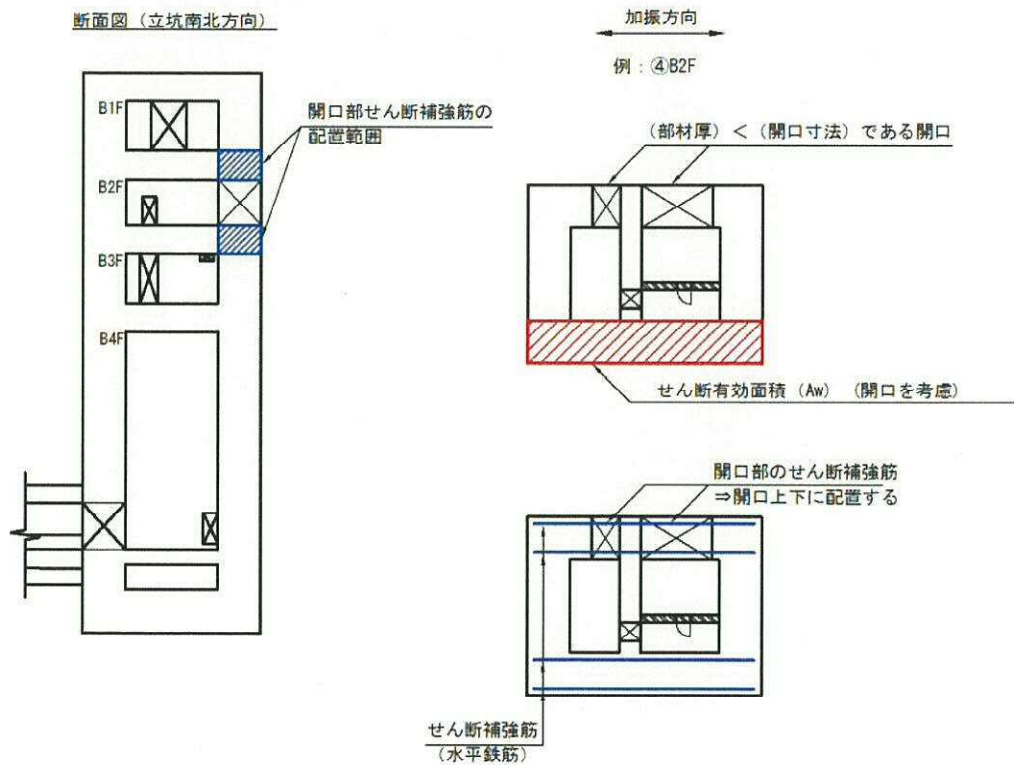 断面図（立坑南北方向）
B1F
B2F
B3F
B4F
開口部せん断補強筋の
配置範囲
加振方向
例：④B2F
（部材厚）＜（開口寸法）である開口
せん断有効面積（Aw）（開口を考慮）
開口部のせん断補強筋
⇒開口上下に配置する
せん断補強筋
（水平鉄筋）